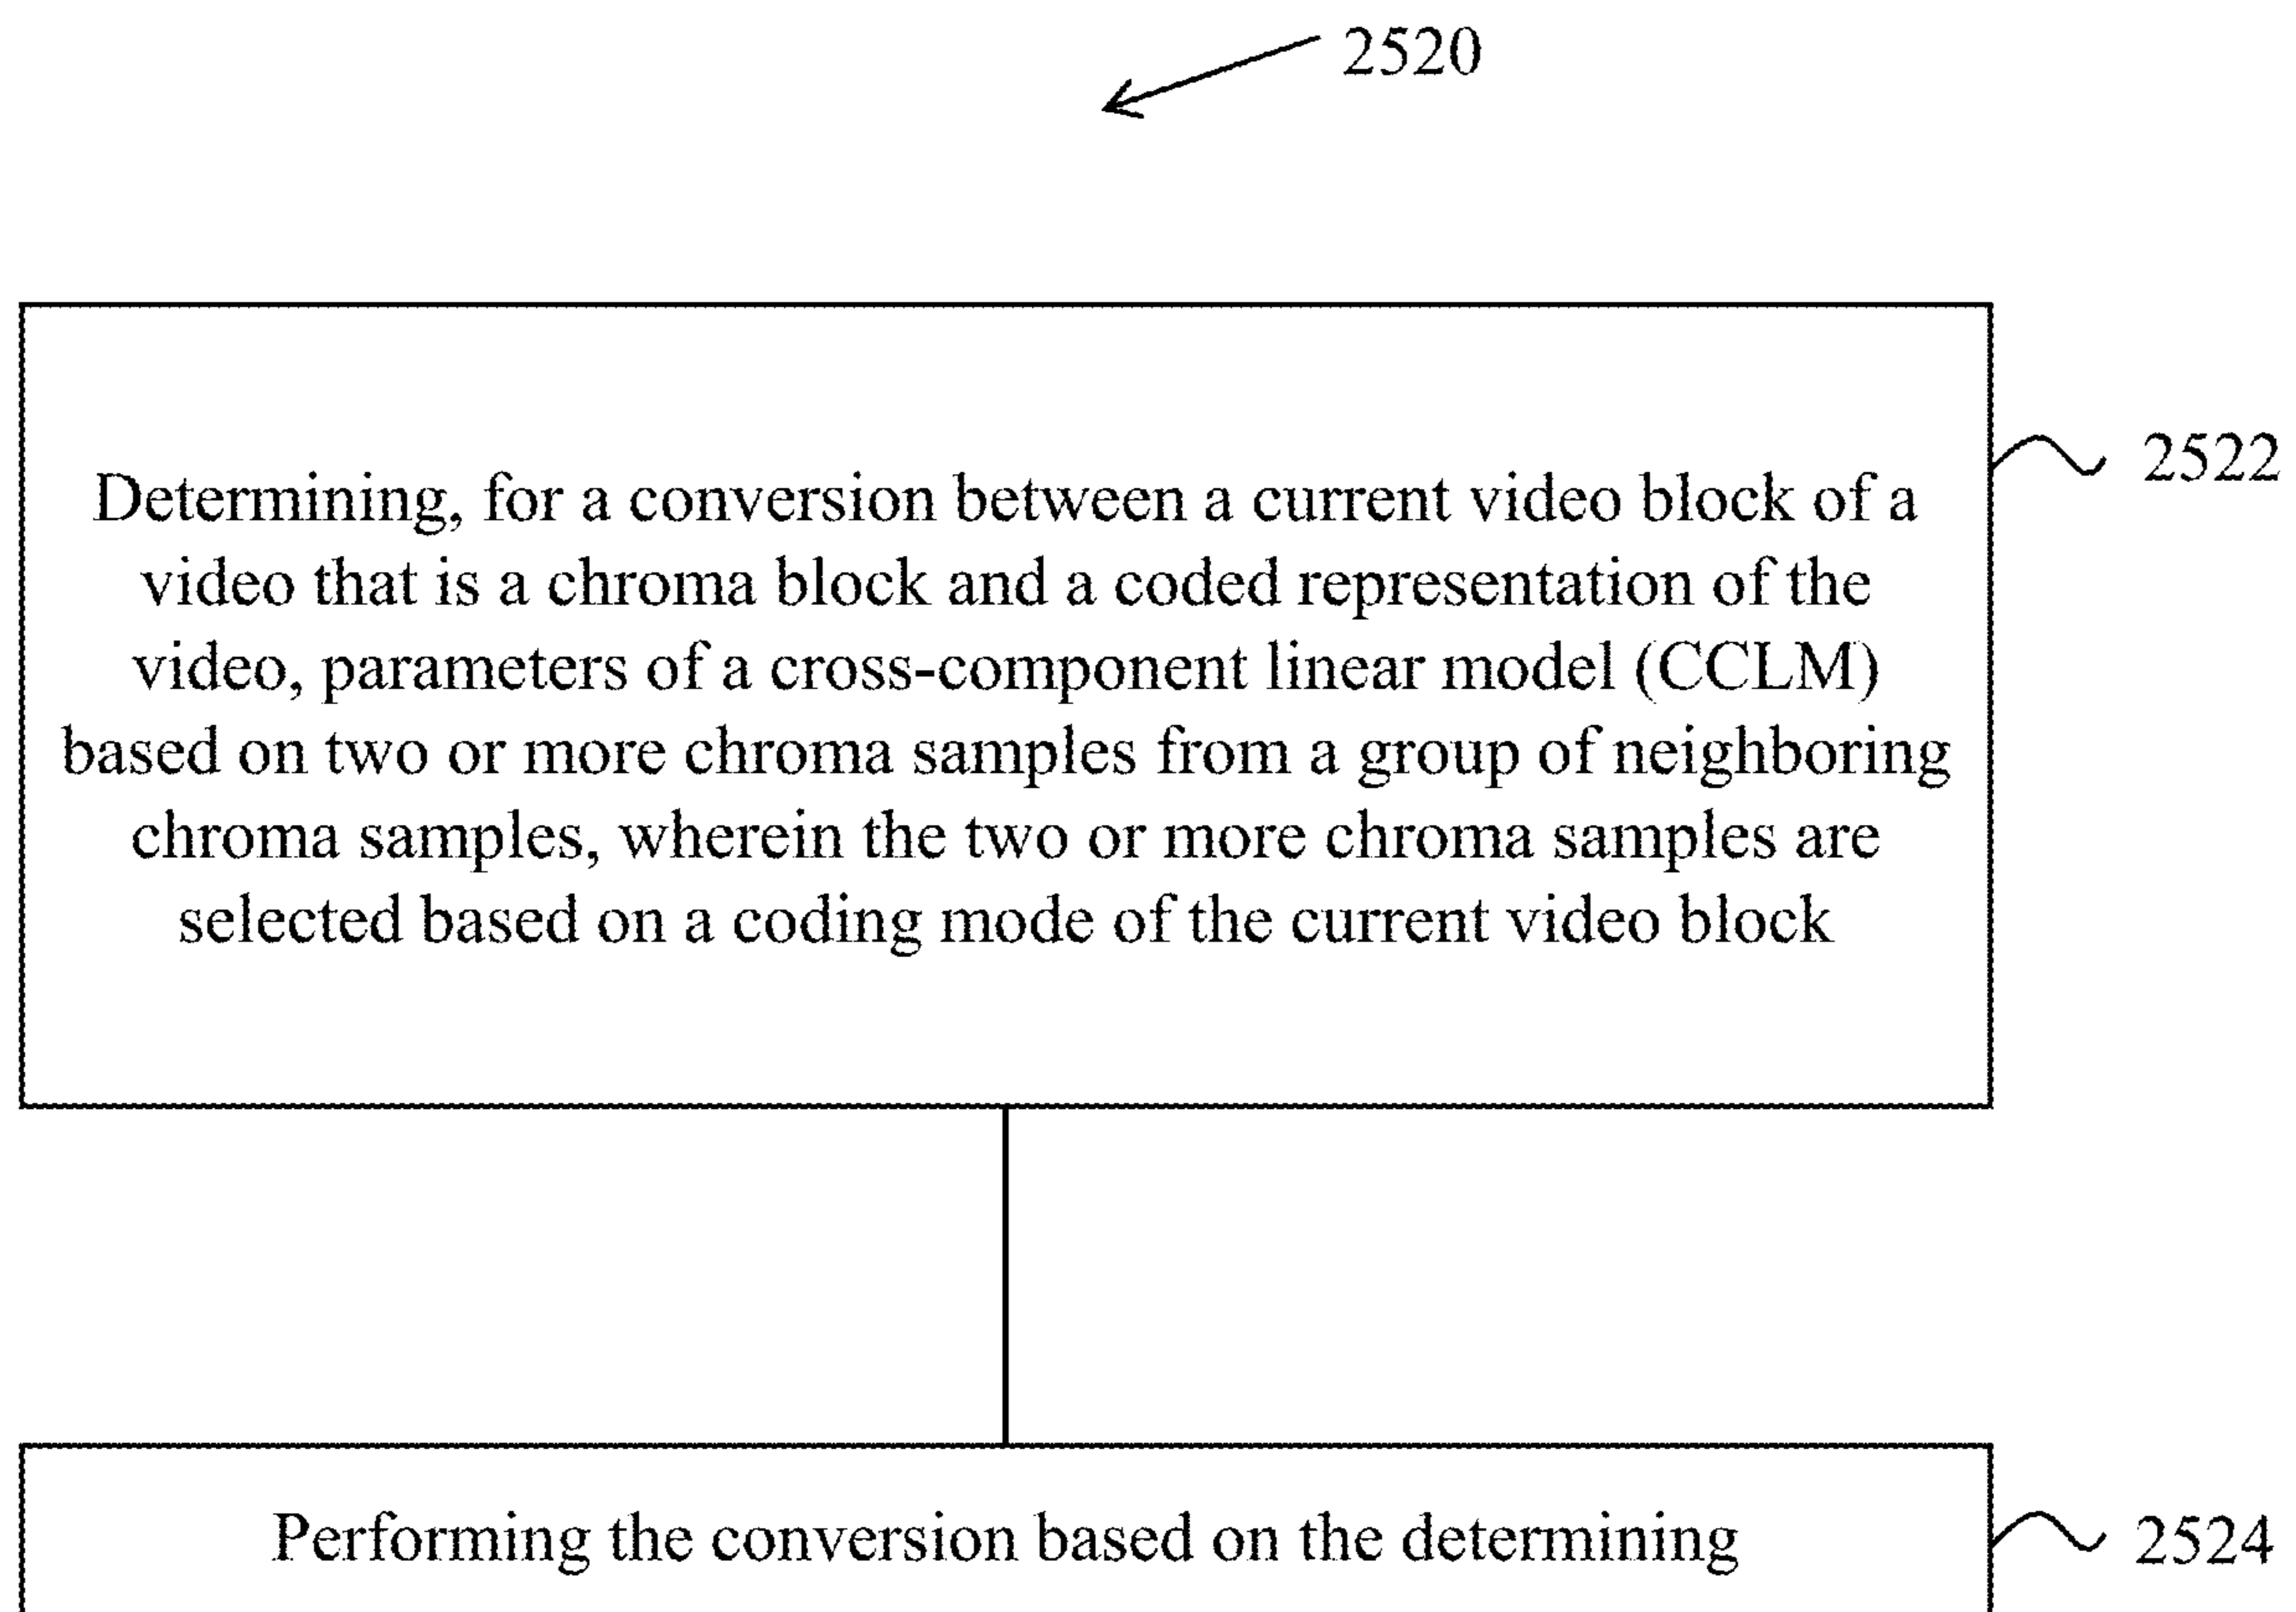 2520
2522
Determining, for a conversion between a current video block of a
video that is a chroma block and a coded representation of the
video, parameters of a cross-component linear model (CCLM)
based on two or more chroma samples from a group of neighboring
chroma samples, wherein the two or more chroma samples are
selected based on a coding mode of the current video block
Performing the conversion based on the determining
2524